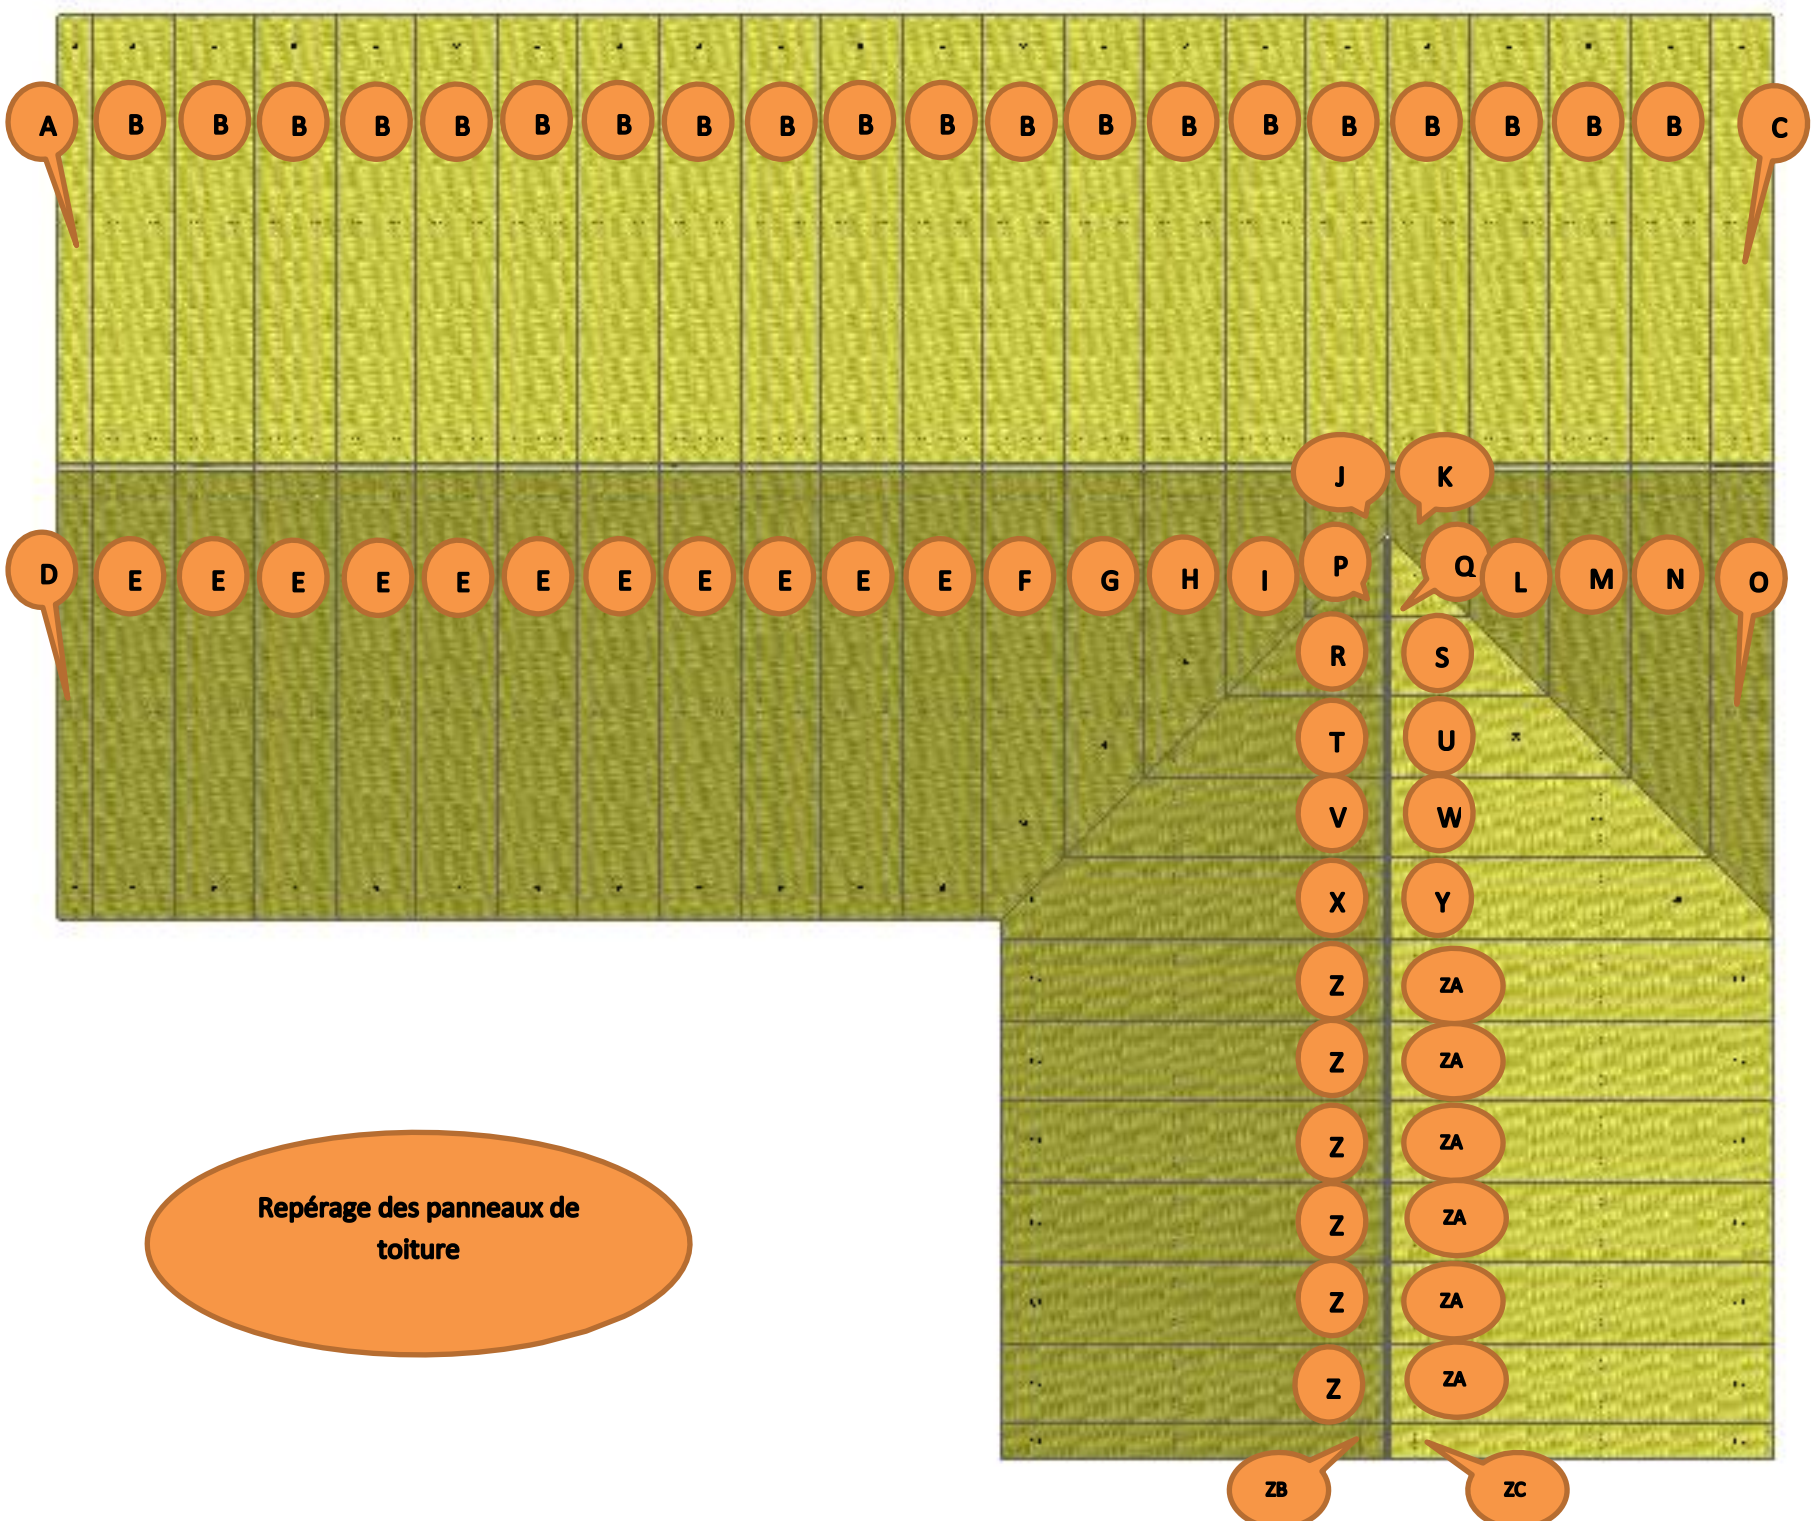 A B B B B B B B B B B B B B B B B B B B B C
J K
D E E E E E E E E E E E F G H I P Q L M N O
R S
T U
V W
X Y
Z ZA
Z ZA
Z ZA
Repérage des panneaux de
toiture
Z ZA
Z ZA
Z ZA
ZB ZC